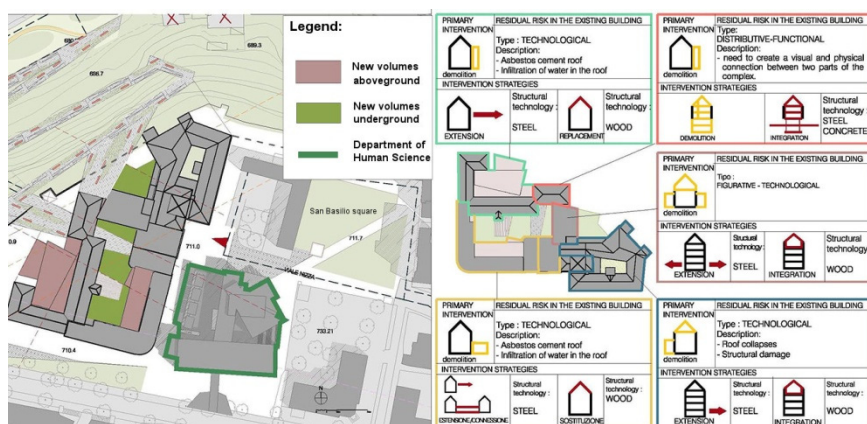 Legend:
New volumes
aboveground
New volumes
underground
Department of
Human Science
689.3
698.7
San Basilio square
711.0
711.7
VIALE NIZZA
710.4
733.21
N
PRIMARY
INTERVENTION
demolition
RESIDUAL RISK IN THE EXISTING BUILDING
Type : TECHNOLOGICAL
Description:
- Asbestos cement roof
- Infiltration of water in the roof
INTERVENTION STRATEGIES
EXTENSION
Structural
technology:
STEEL
REPLACEMENT
Structural
technology:
WOOD
PRIMARY
INTERVENTION
demolition
RESIDUAL RISK IN THE EXISTING BUILDING
Type:
DISTRIBUTIVE-FUNCTIONAL
Description:
- need to create a visual and physical
connection between two parts of the
complex.
INTERVENTION STRATEGIES
DEMOLITION
INTEGRATION
Structural
technology:
STEEL
CONCRETE
PRIMARY
INTERVENTION
demolition
RESIDUAL RISK IN THE EXISTING BUILDING
Tipo :
FIGURATIVE - TECHNOLOGICAL
INTERVENTION STRATEGIES
EXTENSION
Structural
technology:
STEEL
INTEGRATION
Structural
technology:
WOOD
PRIMARY
INTERVENTION
demolition
RESIDUAL RISK IN THE EXISTING BUILDING
Type : TECHNOLOGICAL
Description:
- Asbestos cement roof
- Infiltration of water in the roof
INTERVENTION STRATEGIES
ESTENSIONE/CONNESSIONE
Structural
technology:
STEEL
SOSTITUZIONE
Structural
technology:
WOOD
PRIMARY
INTERVENTION
demolition
RESIDUAL RISK IN THE EXISTING BUILDING
Type : TECHNOLOGICAL
Description:
- Roof collapses
- Structural damage
INTERVENTION STRATEGIES
EXTENSION
Structural
technology:
STEEL
INTEGRATION
Structural
technology:
WOOD